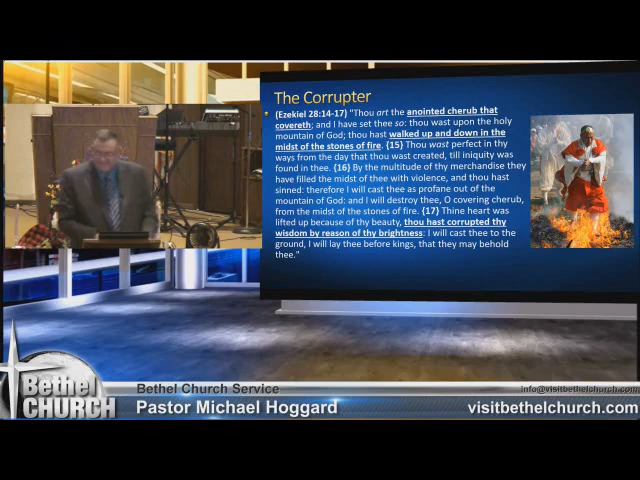 The Corrupter
(Ezekiel 28:14-17) "Thou art the anointed cherub that
covereth; and I have set thee so: thou wast upon the holy
mountain of God; thou hast walked up and down in the
midst of the stones of fire. {15} Thou wast perfect in thy
ways from the day that thou wast created, till iniquity was
found in thee. {16} By the multitude of thy merchandise they
have filled the midst of thee with violence, and thou hast
sinned: therefore I will cast thee as profane out of the
mountain of God: and I will destroy thee, O covering cherub,
from the midst of the stones of fire. {17} Thine heart was
lifted up because of thy beauty, thou hast corrupted thy
wisdom by reason of thy brightness: I will cast thee to the
ground, I will lay thee before kings, that they may behold
thee."
Bethel
CHURCH
Bethel Church Service
info@visitbethelchurch.com
Pastor Michael Hoggard
visitbethelchurch.com